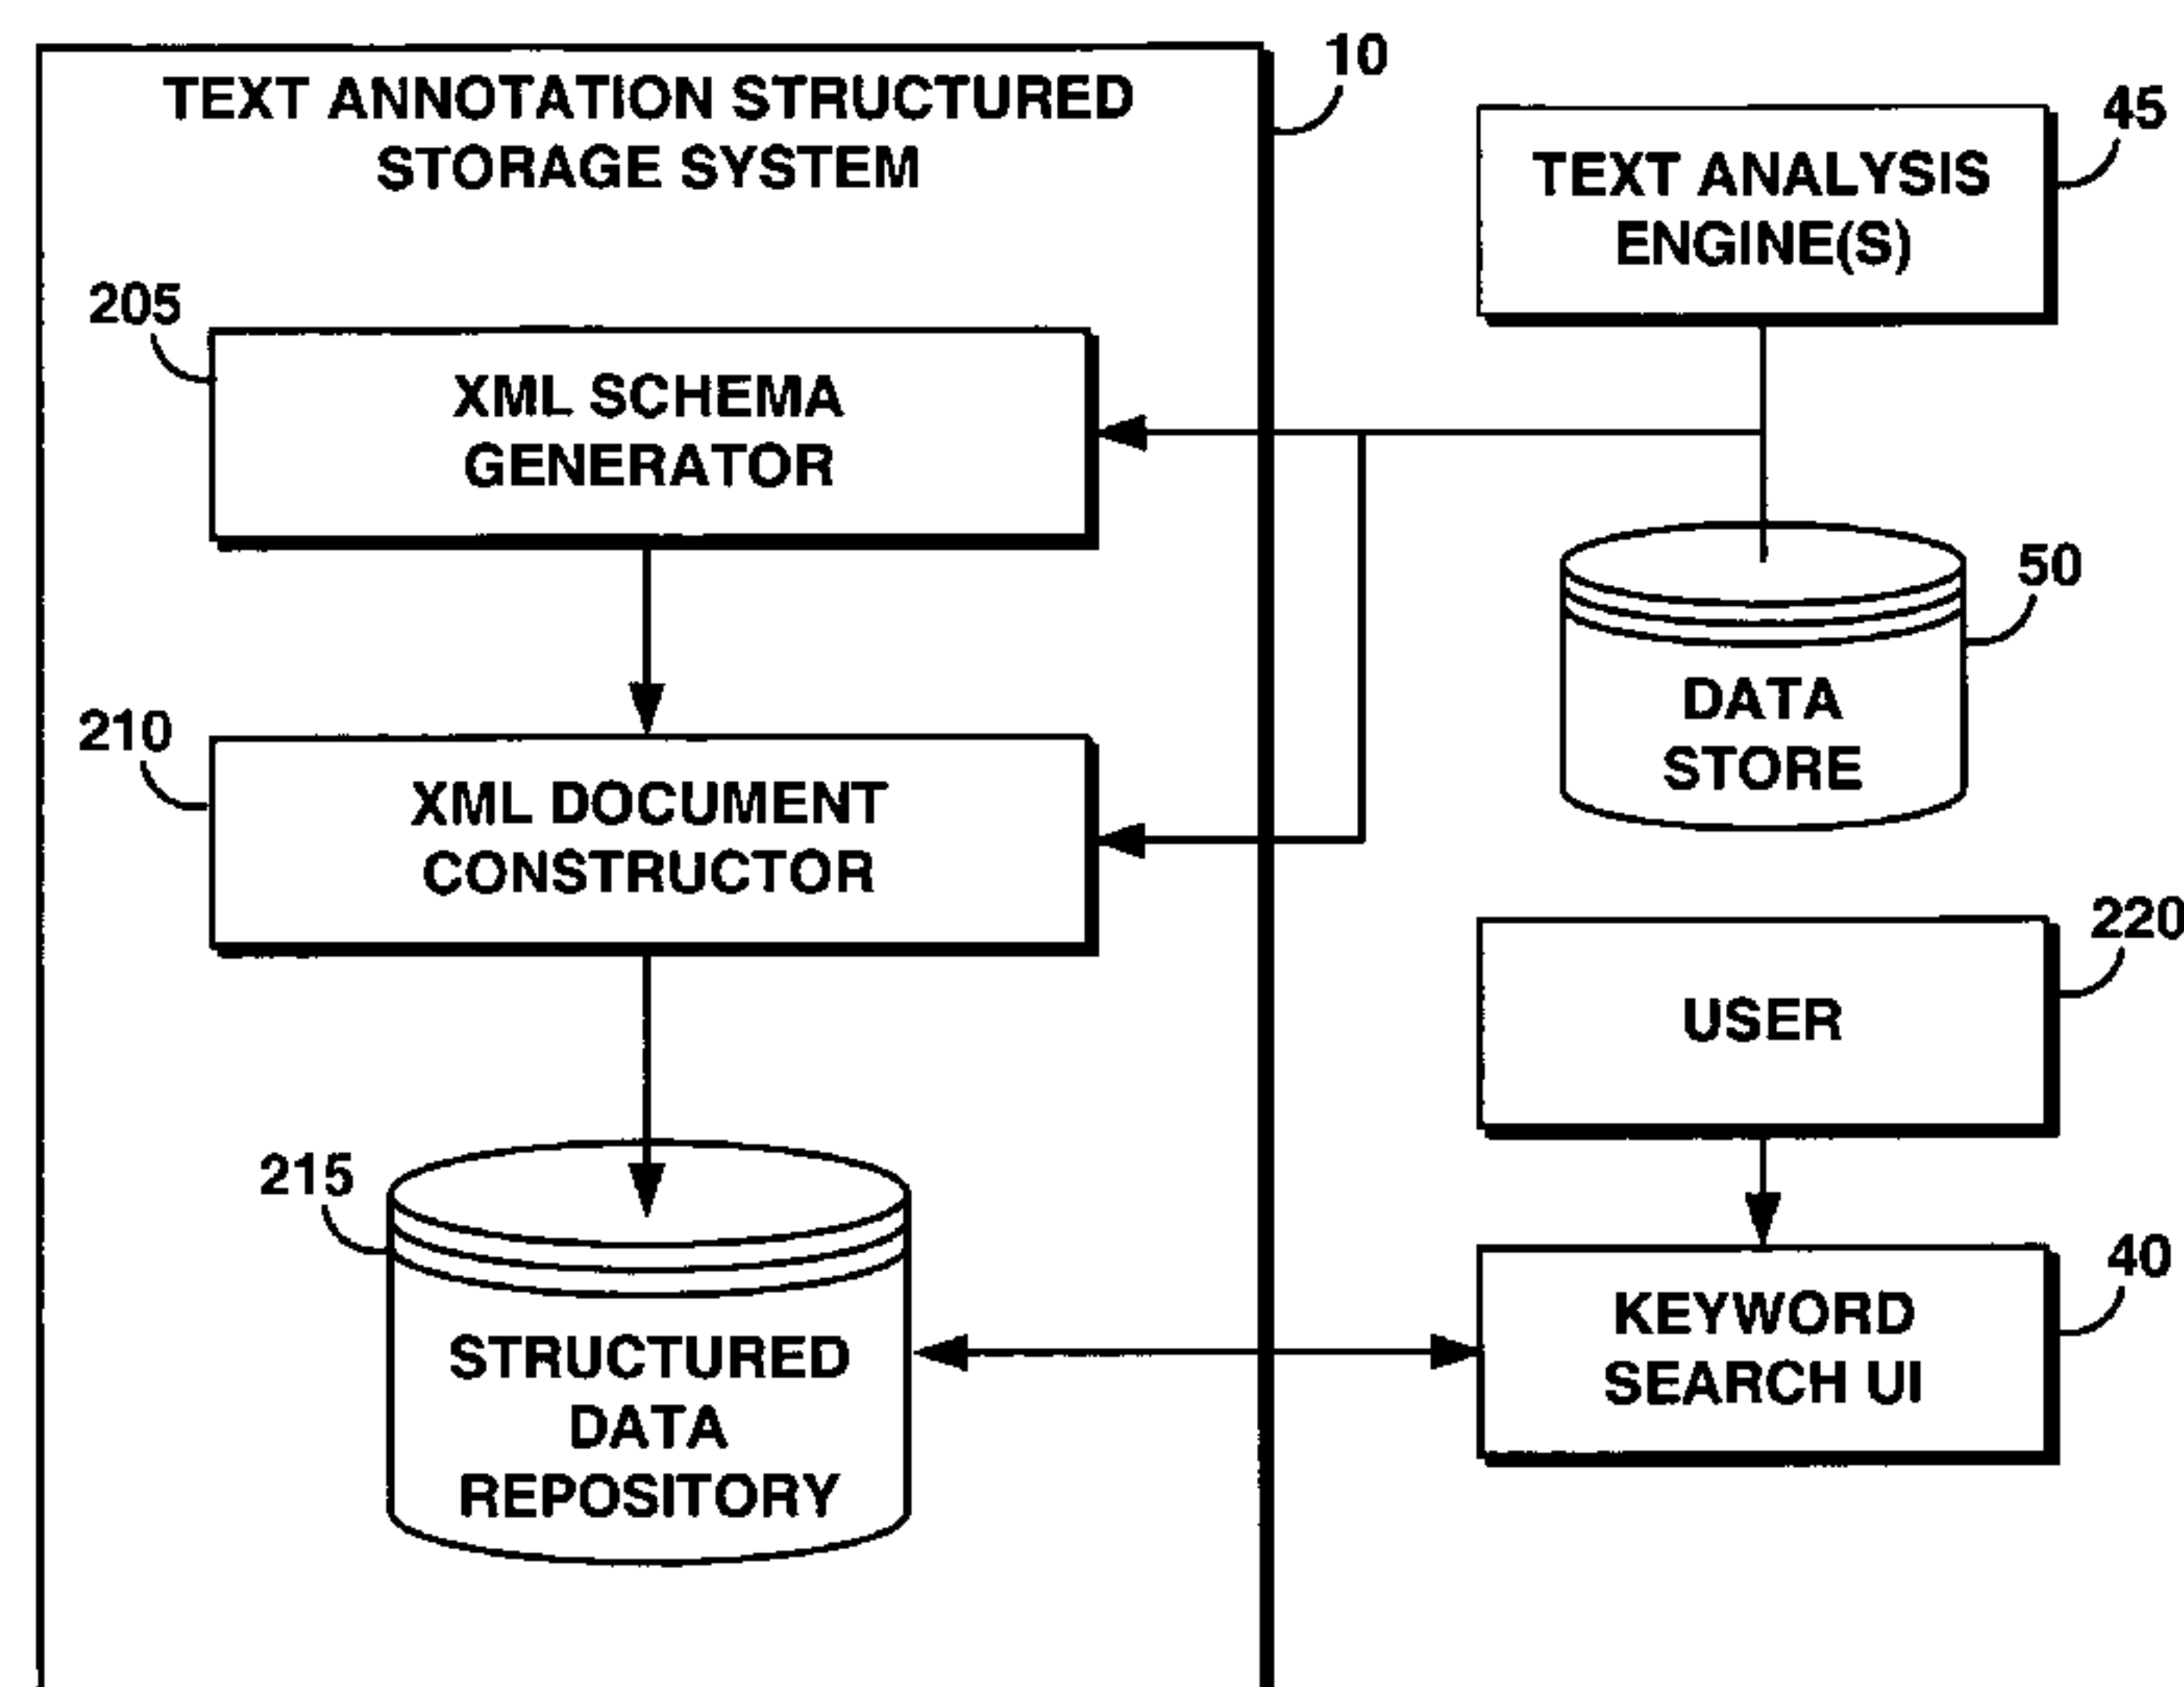 10
TEXT ANNOTATION STRUCTURED
STORAGE SYSTEM
45
TEXT ANALYSIS
ENGINE(S)
205
XML SCHEMA
GENERATOR
50
DATA
STORE
210
XML DOCUMENT
CONSTRUCTOR
220
USER
215
STRUCTURED
DATA
REPOSITORY
40
KEYWORD
SEARCH UI